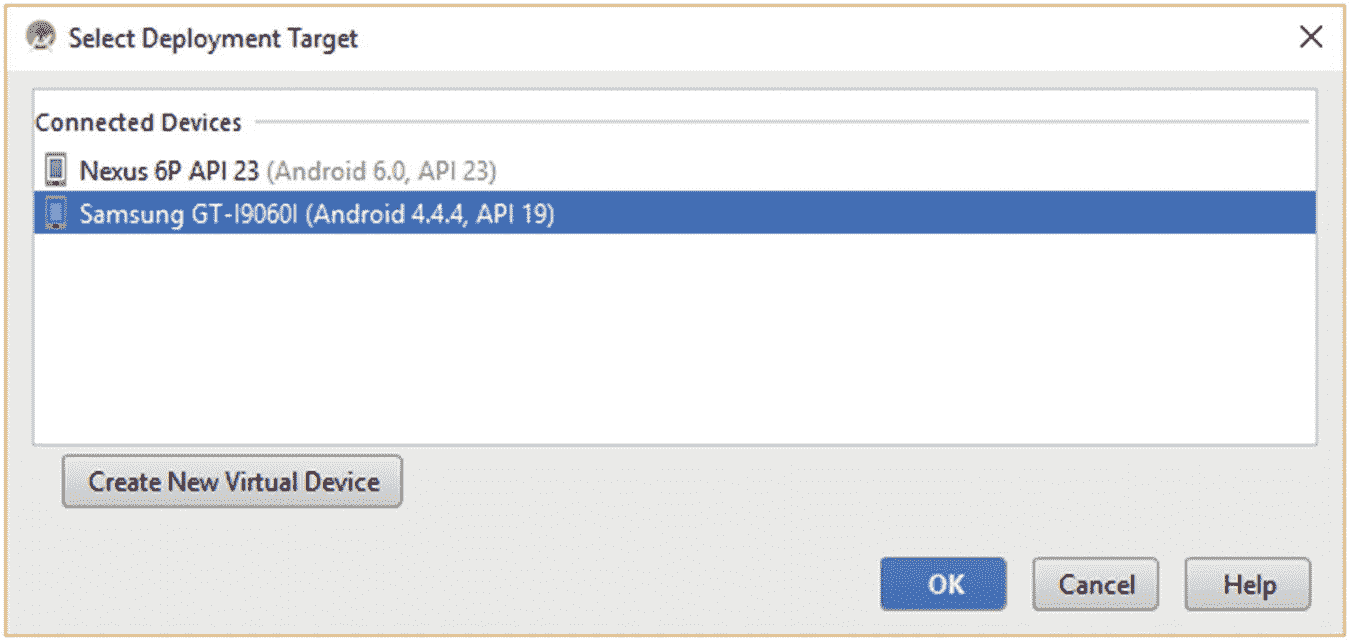 Select Deployment Target
Connected Devices
Nexus 6P API 23 (Android 6.0, API 23)
Samsung GT-I9060I (Android 4.4.4, API 19)
Create New Virtual Device
OK Cancel Help